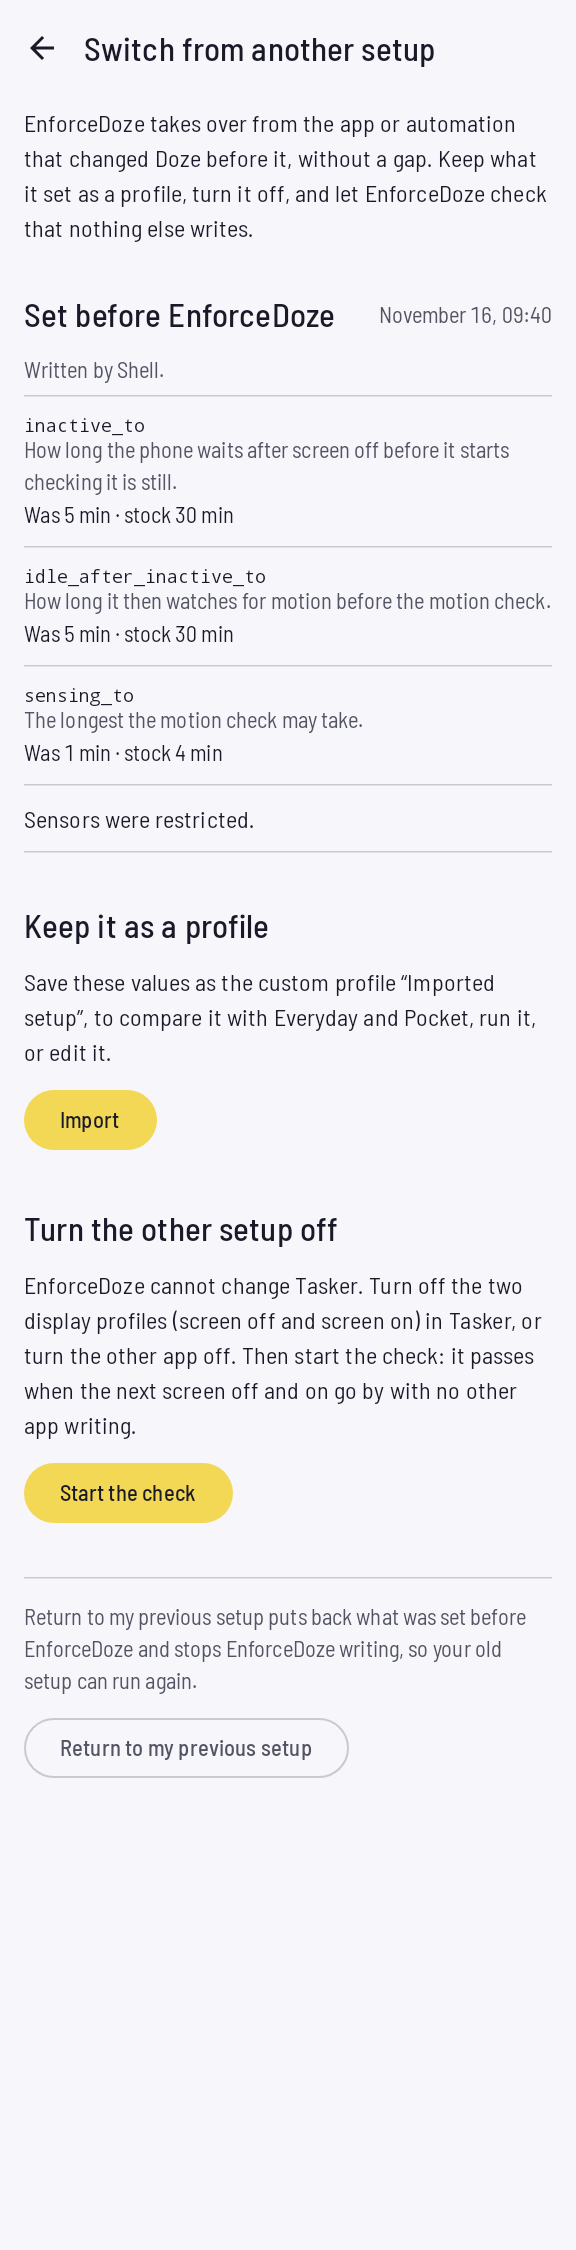 Switch from another setup
EnforceDoze takes over from the app or automation
that changed Doze before it, without a gap. Keep what
it set as a profile, turn it off, and let EnforceDoze check
that nothing else writes.
Set before EnforceDoze
November 16, 09:40
Written by Shell.
inactive_to
How long the phone waits after screen off before it starts
checking it is still.
Was 5 min · stock 30 min
idle_after_inactive_to
How long it then watches for motion before the motion check.
Was 5 min · stock 30 min
sensing_to
The longest the motion check may take.
Was 1 min · stock 4 min
Sensors were restricted.
Keep it as a profile
Save these values as the custom profile “Imported
setup”, to compare it with Everyday and Pocket, run it,
or edit it.
Import
Turn the other setup off
EnforceDoze cannot change Tasker. Turn off the two
display profiles (screen off and screen on) in Tasker, or
turn the other app off. Then start the check: it passes
when the next screen off and on go by with no other
app writing.
Start the check
Return to my previous setup puts back what was set before
EnforceDoze and stops EnforceDoze writing, so your old
setup can run again.
Return to my previous setup